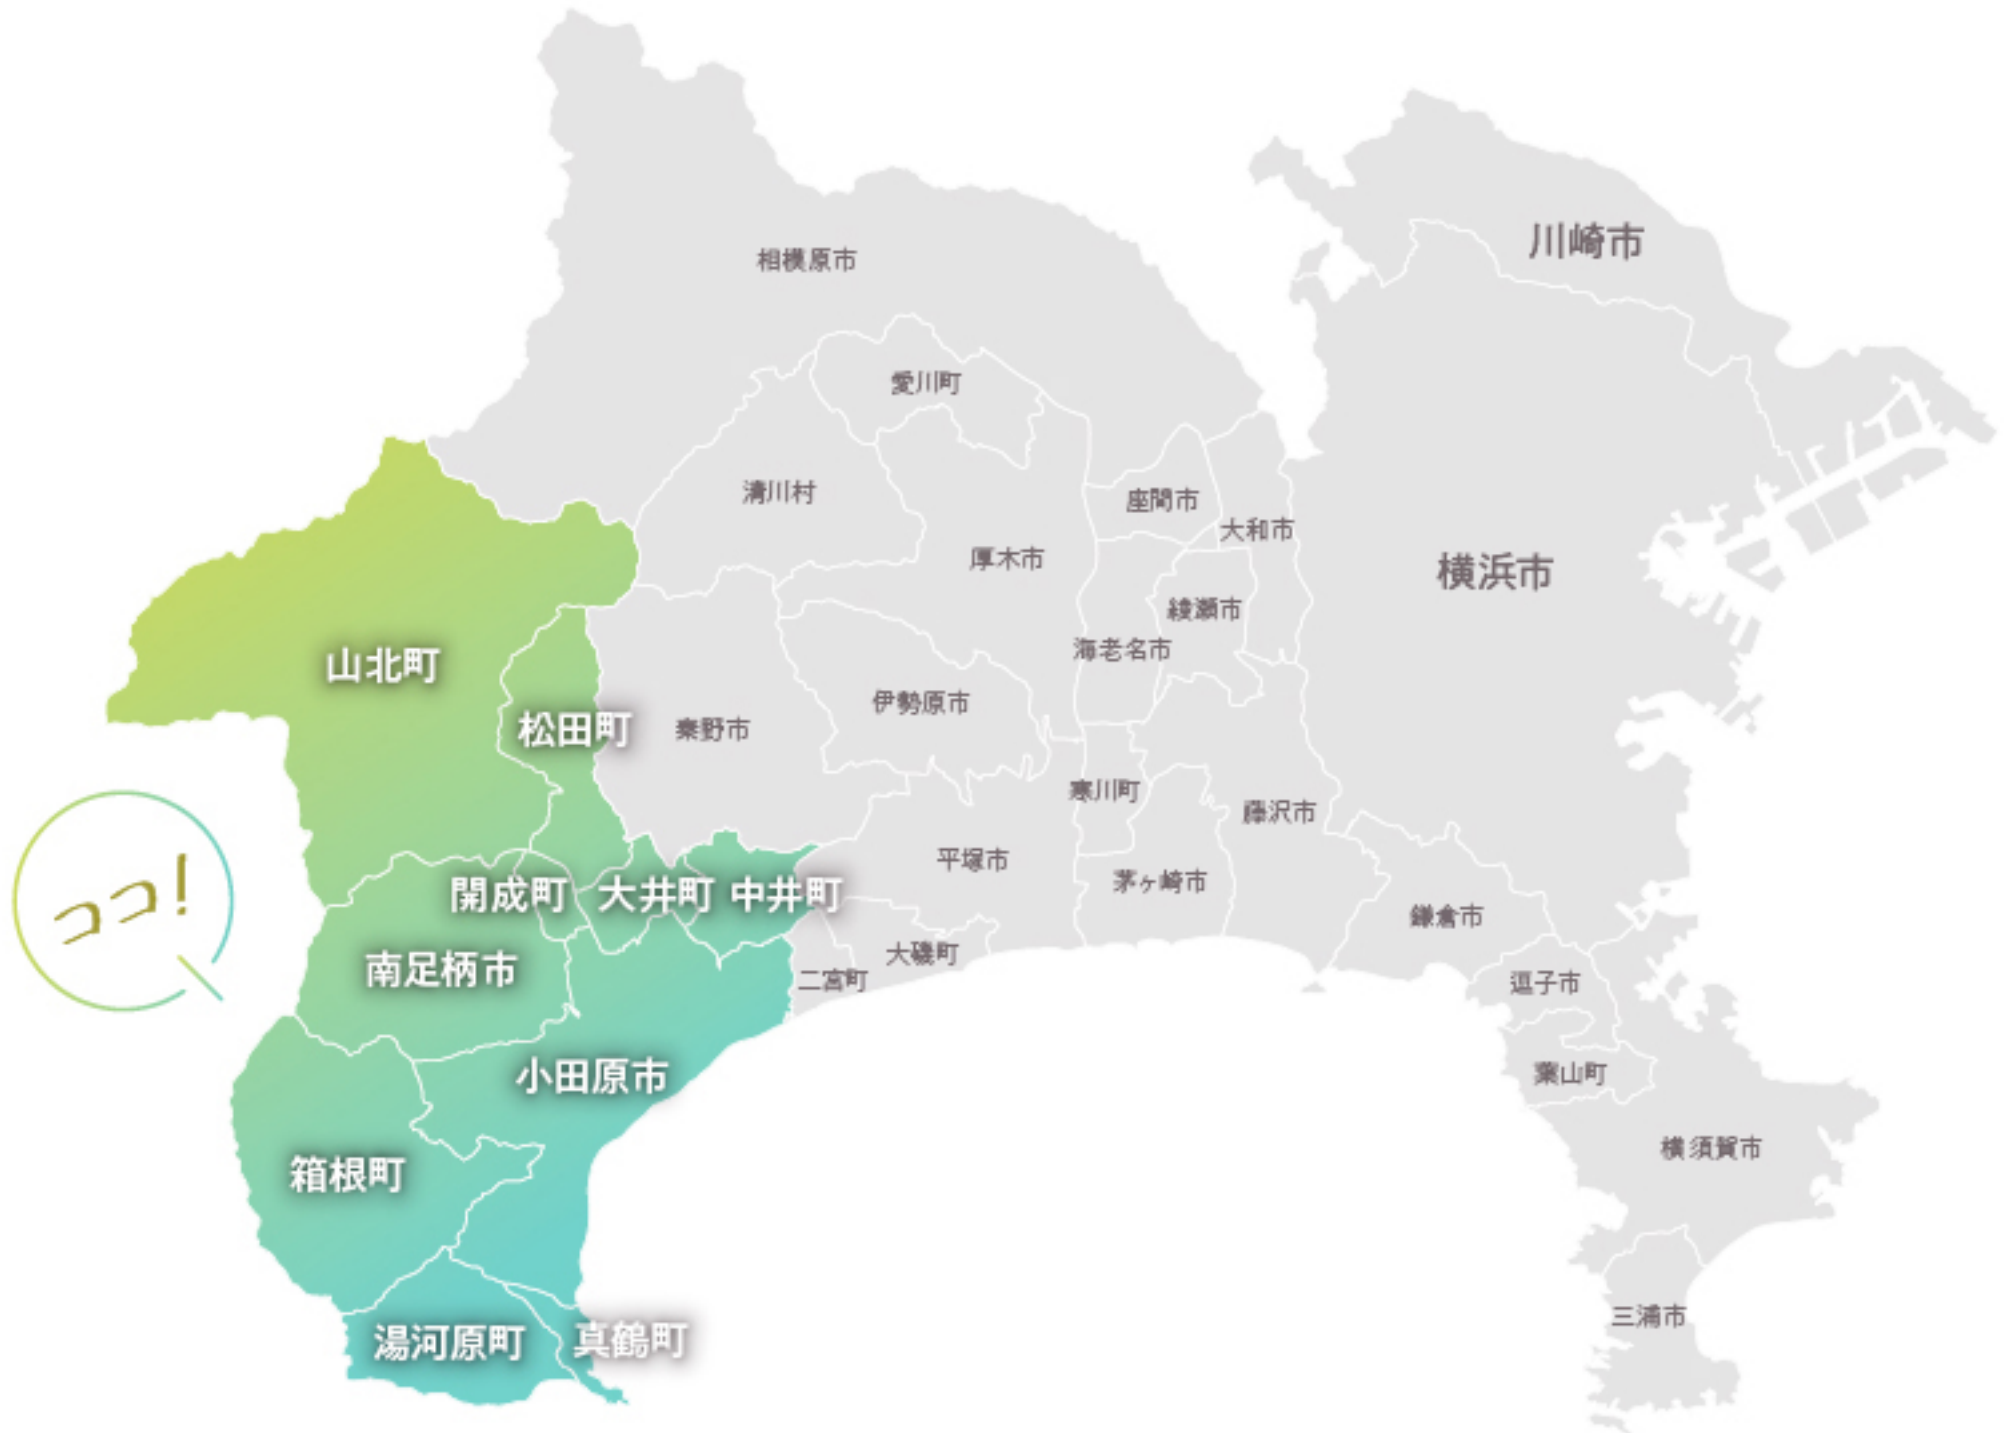 川崎市
相模原市
愛川町
清川村
座間市
大和市
厚木市
横浜市
綾瀬市
海老名市
山北町
伊勢原市
松田町
秦野市
寒川町
藤沢市
平塚市
茅ヶ崎市
開成町
大井町
中井町
ココ!
鎌倉市
大磯町
南足柄市
二宮町
逗子市
小田原市
葉山町
横須賀市
箱根町
三浦市
湯河原町
真鶴町